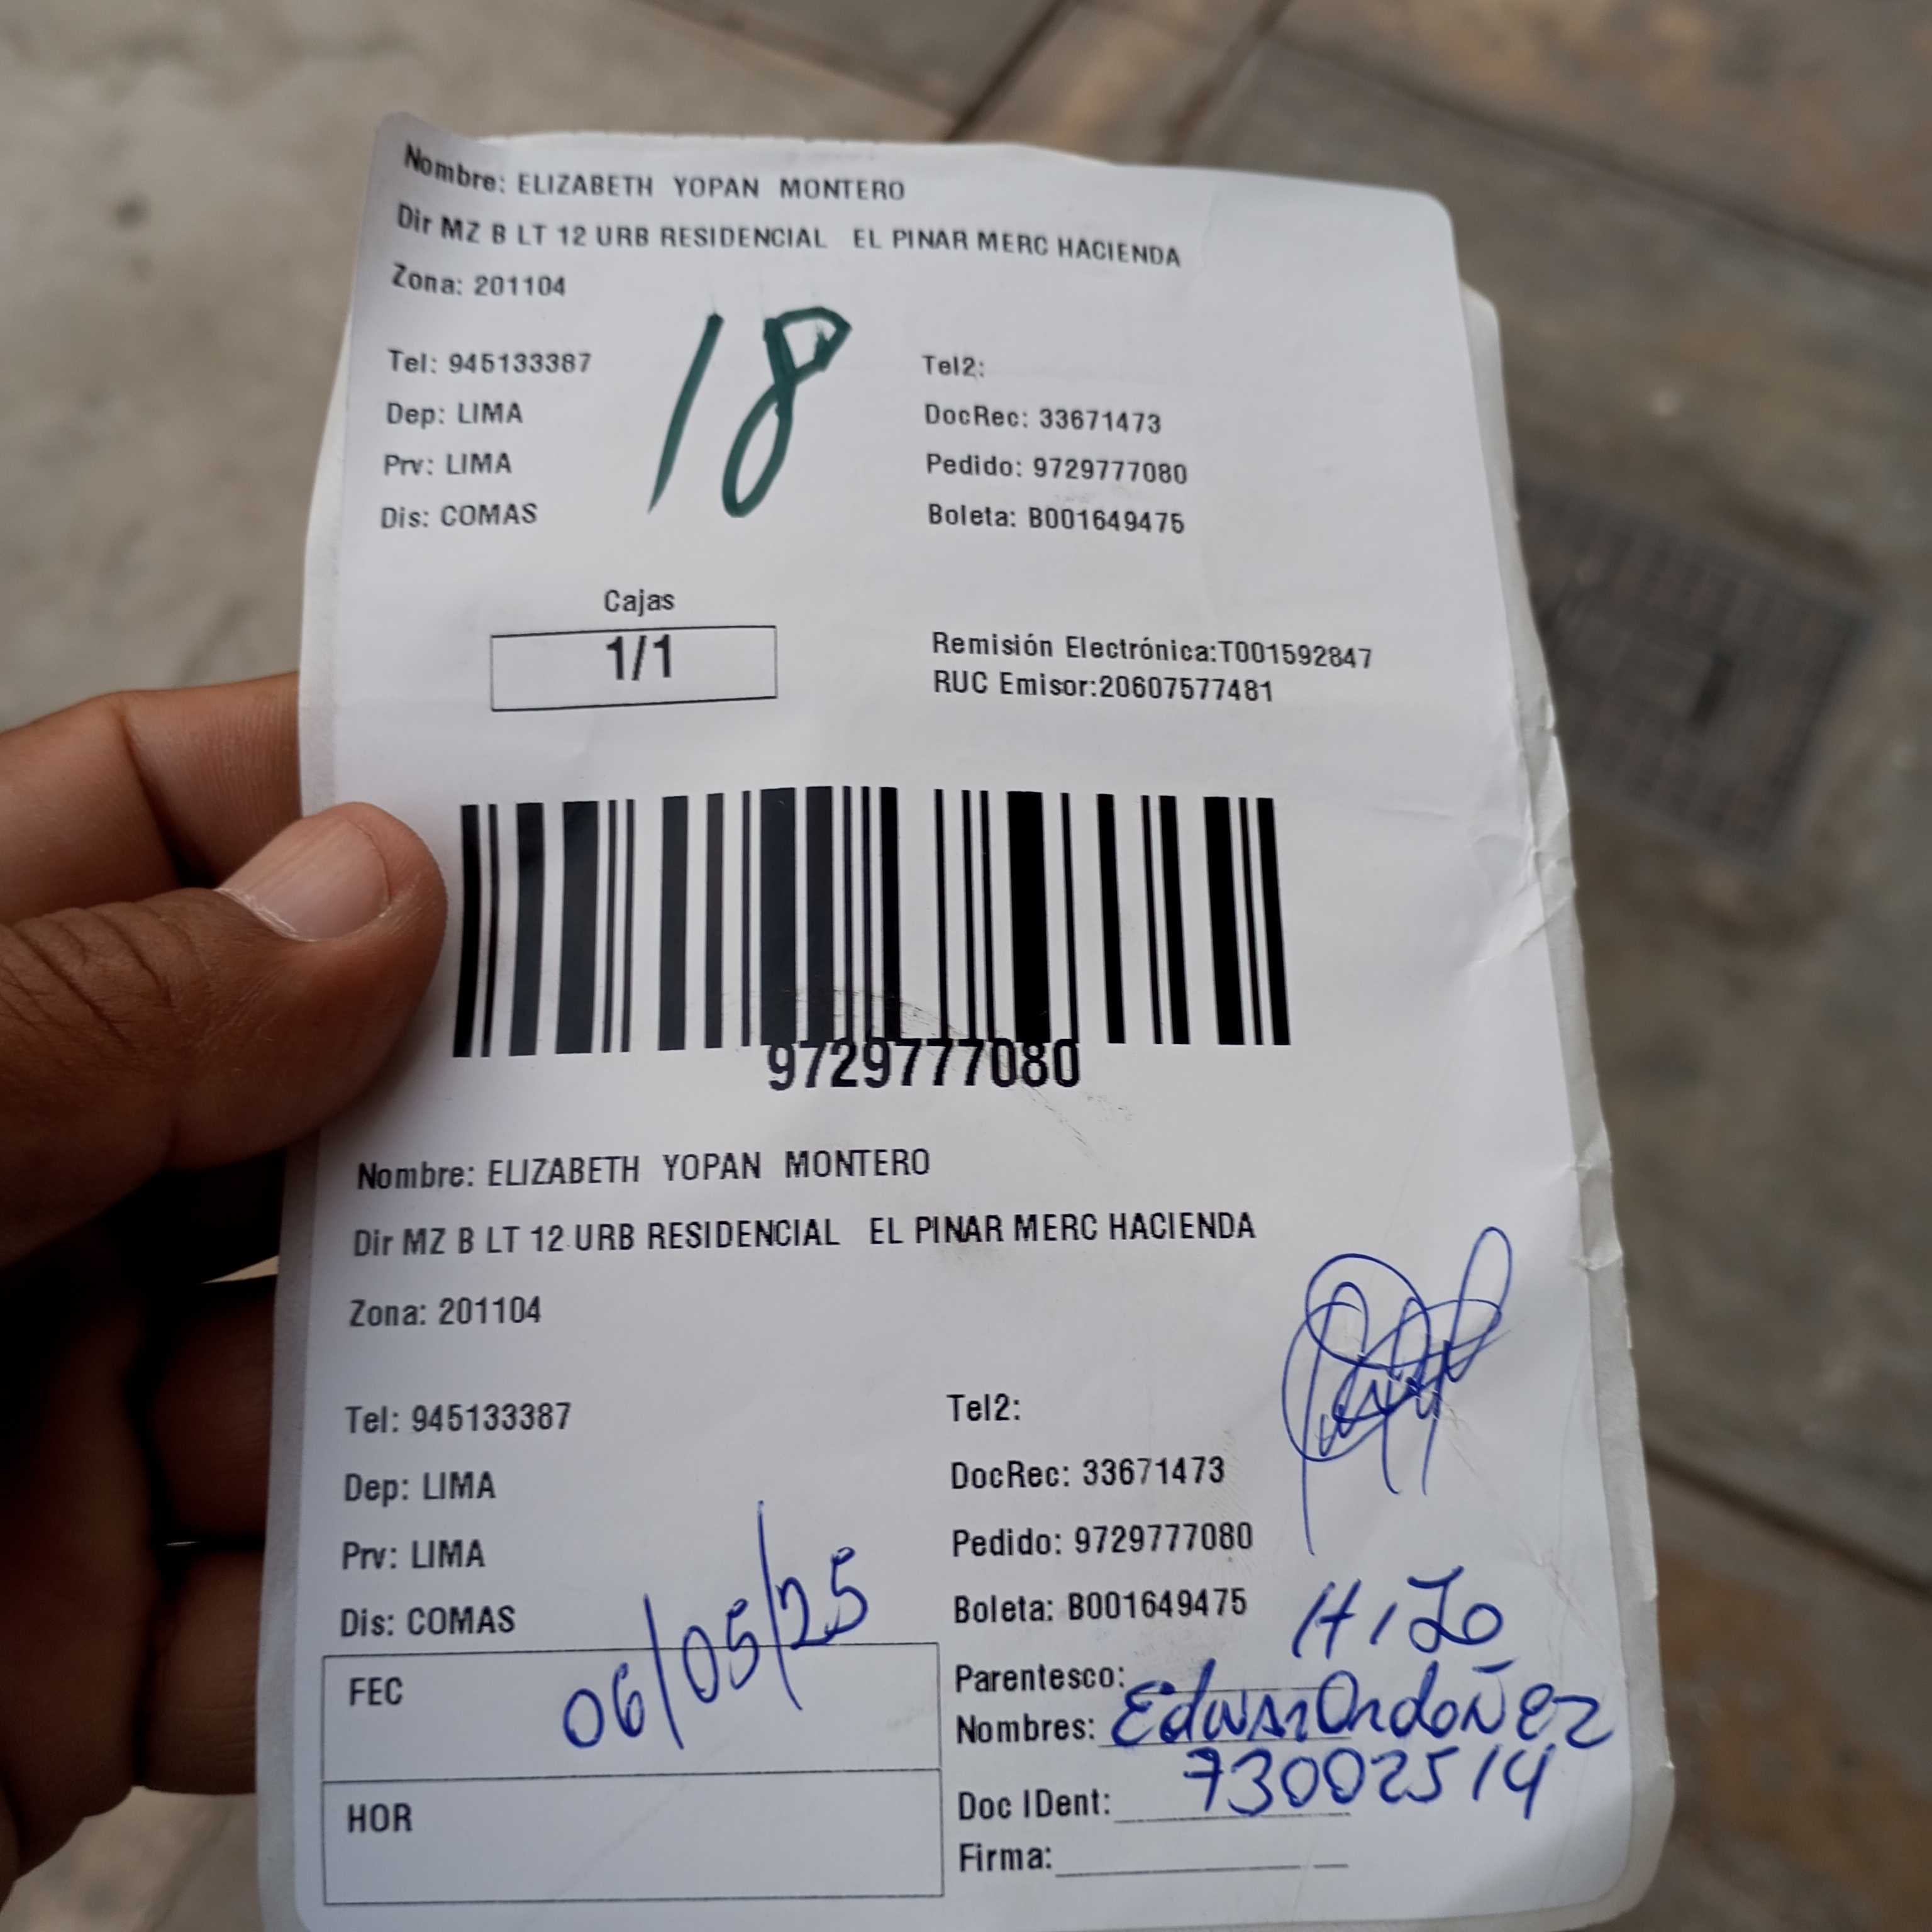 Nombre: ELIZABETH YOPAN MONTERO
Dir MZ B LT 12 URB RESIDENCIAL EL PINAR MERC HACIENDA
Zona: 201104
18
Tel: 945133387 Tel2:
Dep: LIMA DocRec: 33671473
Prv: LIMA Pedido: 9729777080
Dis: COMAS Boleta: B001649475
Cajas
1/1
Remisión Electrónica:T001592847
RUC Emisor:20607577481
9729777080
Nombre: ELIZABETH YOPAN MONTERO
Dir MZ B LT 12 URB RESIDENCIAL EL PINAR MERC HACIENDA
Zona: 201104
Tel: 945133387 Tel2:
Dep: LIMA DocRec: 33671473
Prv: LIMA Pedido: 9729777080
Dis: COMAS Boleta: B001649475
FEC 06/05/25
HOR
Parentesco: HiJo
Nombres: Edwar OrdoÑez
Doc IDent: 73002514
Firma: